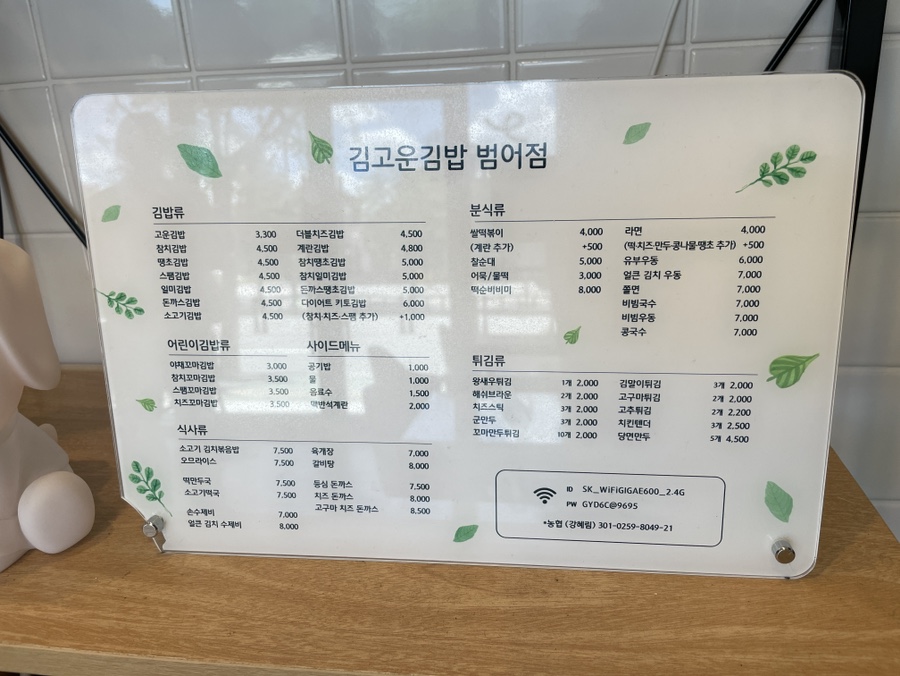 김고운김밥 범어점
김밥류
고운김밥 3,300
참치김밥 4,500
땡초김밥 4,500
스팸김밥 4,500
일미김밥 4,500
돈까스김밥 4,500
소고기김밥 4,500
더블치즈김밥 4,500
계란김밥 4,800
참치땡초김밥 5,000
참치일미김밥 5,000
돈까스땡초김밥 5,000
다이어트 키토김밥 6,000
(참치·치즈·스팸 추가) +1,000
어린이김밥류
야채꼬마김밥 3,000
참치꼬마김밥 3,500
스팸꼬마김밥 3,500
치즈꼬마김밥 3,500
사이드메뉴
공기밥 1,000
물 1,000
음료수 1,500
맥반석계란 2,000
식사류
소고기 김치볶음밥 7,500
오므라이스 7,500
떡만두국 7,500
소고기떡국 7,500
손수제비 7,000
얼큰 김치 수제비 8,000
육개장 7,000
갈비탕 8,000
등심 돈까스 7,500
치즈 돈까스 8,000
고구마 치즈 돈까스 8,500
분식류
쌀떡볶이 4,000
(계란 추가) +500
찰순대 5,000
어묵/물떡 3,000
떡순비비미 8,000
라면 4,000
(떡·치즈·만두·콩나물·땡초 추가) +500
유부우동 6,000
얼큰 김치 우동 7,000
쫄면 7,000
비빔국수 7,000
비빔우동 7,000
콩국수 7,000
튀김류
왕새우튀김 1개 2,000
해쉬브라운 2개 2,000
치즈스틱 3개 2,000
군만두 3개 2,000
꼬마만두튀김 10개 2,000
김말이튀김 3개 2,000
고구마튀김 2개 2,000
고추튀김 2개 2,200
치킨텐더 3개 2,500
당면만두 5개 4,500
ID SK_WiFiGIGAE600_2.4G
PW GYD6C@9695
*농협 (강혜림) 301-0259-8049-21